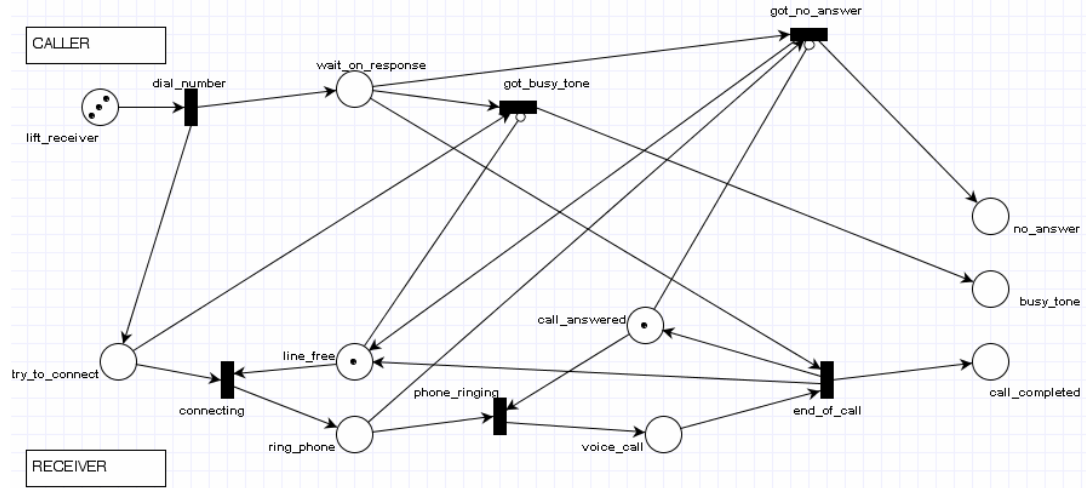 got_no_answer
CALLER
wait_on_response
dial_number
got_busy_tone
lift_receiver
no_answer
busy_tone
call_answered
line_free
try_to_connect
phone_ringing
call_completed
connecting
end_of_call
ring_phone
voice_call
RECEIVER